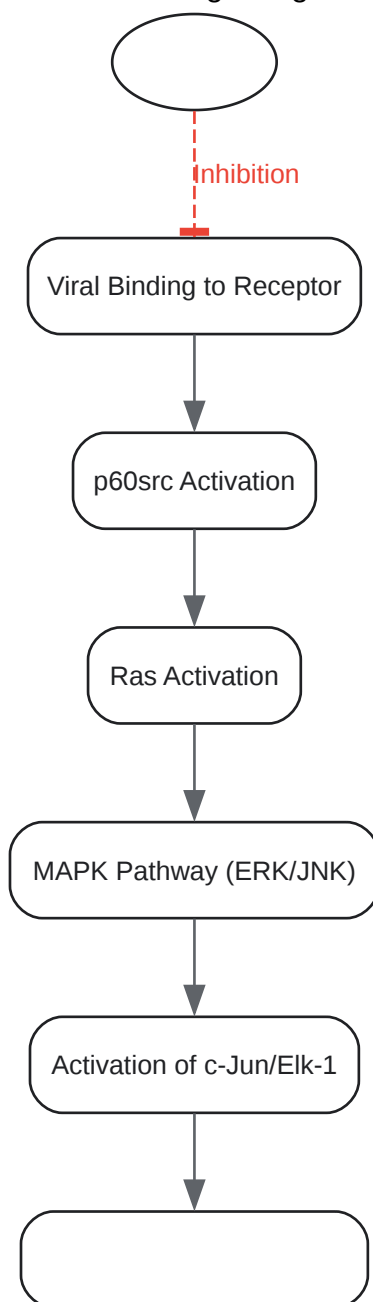 Inhibition
Viral Binding to Receptor
p60src Activation
Ras Activation
MAPK Pathway (ERK/JNK)
Activation of c-Jun/Elk-1